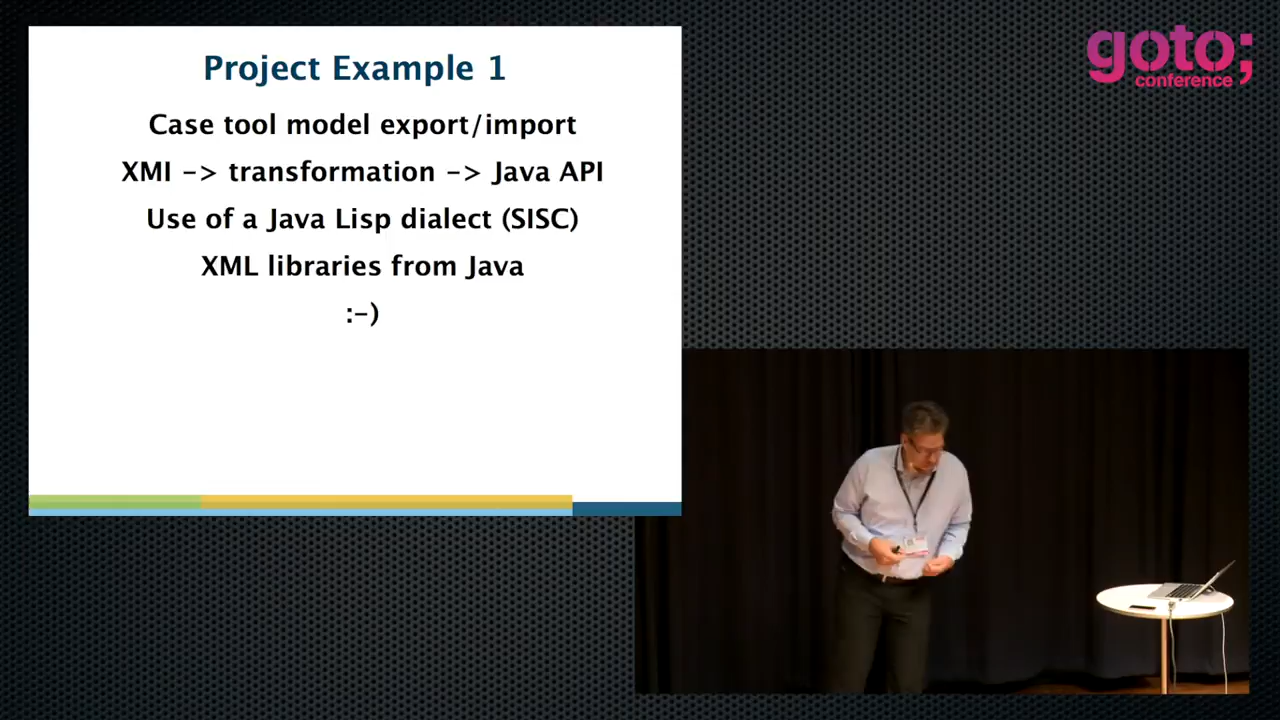 Project Example 1
Case tool model export/import
XMI -> transformation -> Java API
Use of a Java Lisp dialect (SISC)
XML libraries from Java
:-)
goto;
conference